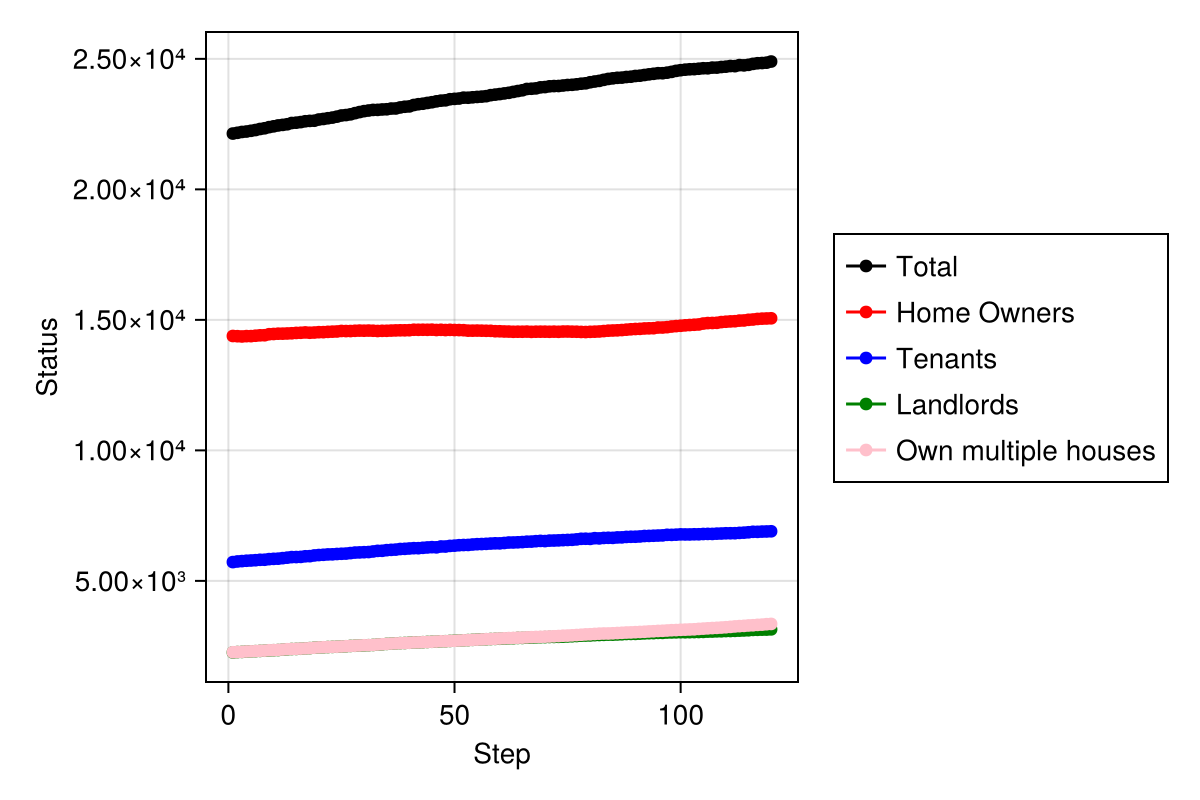 2.50×10⁴
2.00×10⁴
1.50×10⁴
1.00×10⁴
5.00×10³
Status
0
50
100
Step
Total
Home Owners
Tenants
Landlords
Own multiple houses